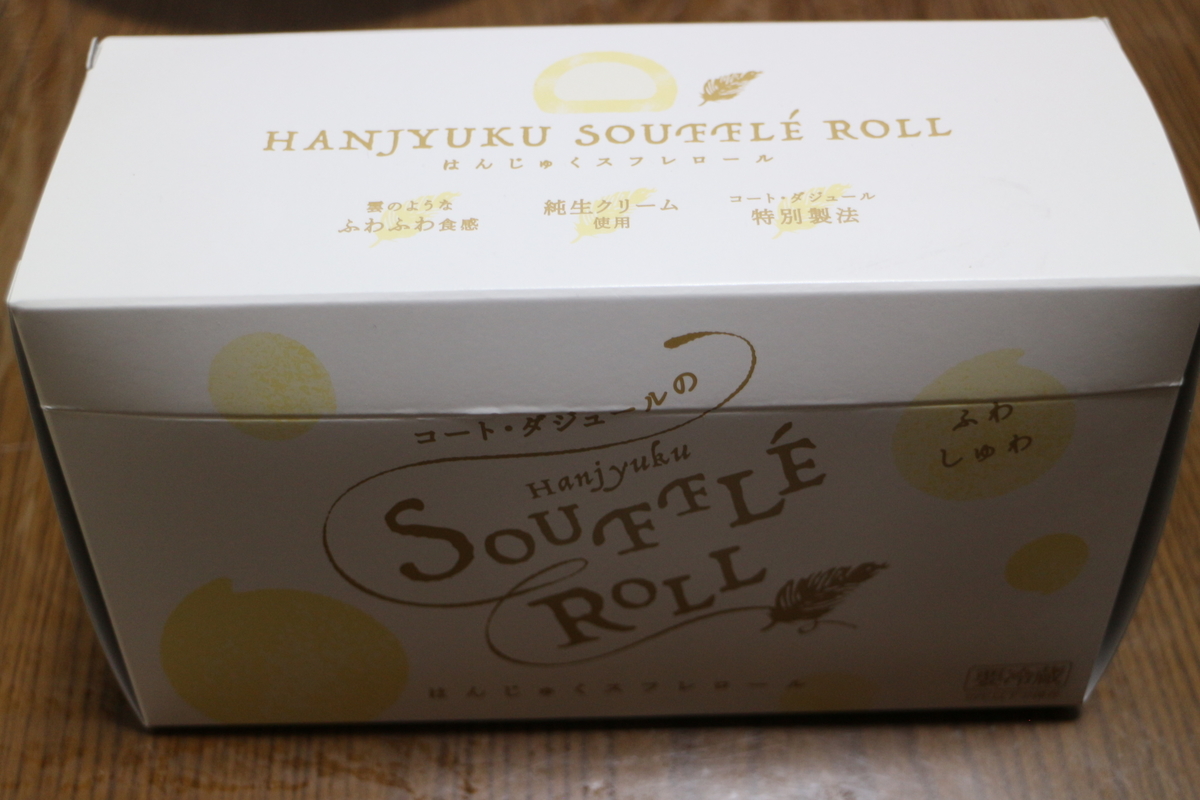 HANJYUKU SOUFFLÉ ROLL
はんじゅくスフレロール
雲のような
ふわふわ食感
純生クリーム
使用
コート・ダジュール
特別製法
コート・ダジュールの
Hanjyuku
SOUFFLÉ
ROLL
ふわ
しゅわ
はんじゅくスフレロール
要冷蔵